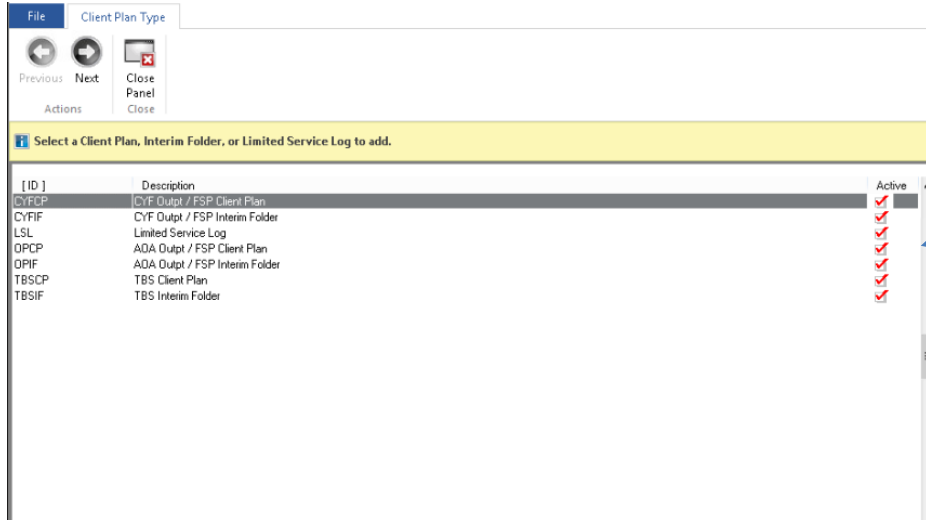 File Client Plan Type
Previous Next Close Panel
Actions Close
Select a Client Plan, Interim Folder, or Limited Service Log to add.
[ ID ] Description Active
CYFCP CYF Outpt / FSP Client Plan
CYFIF CYF Outpt / FSP Interim Folder
LSL Limited Service Log
OPCP AOA Outpt / FSP Client Plan
OPIF AOA Outpt / FSP Interim Folder
TBSCP TBS Client Plan
TBSIF TBS Interim Folder